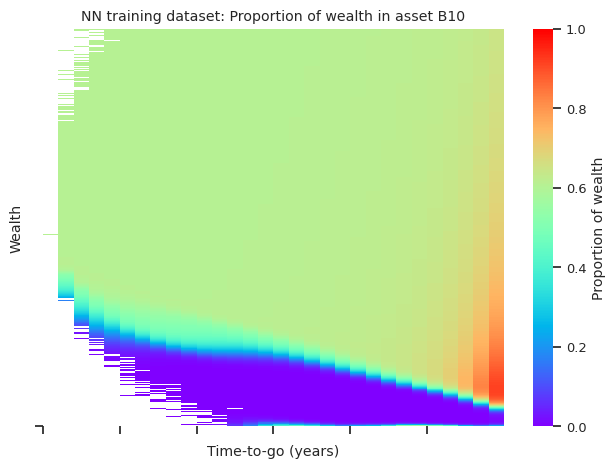 NN training dataset: Proportion of wealth in asset B10
Wealth
Time-to-go (years)
1.0
0.8
0.6
0.4
0.2
0.0
Proportion of wealth